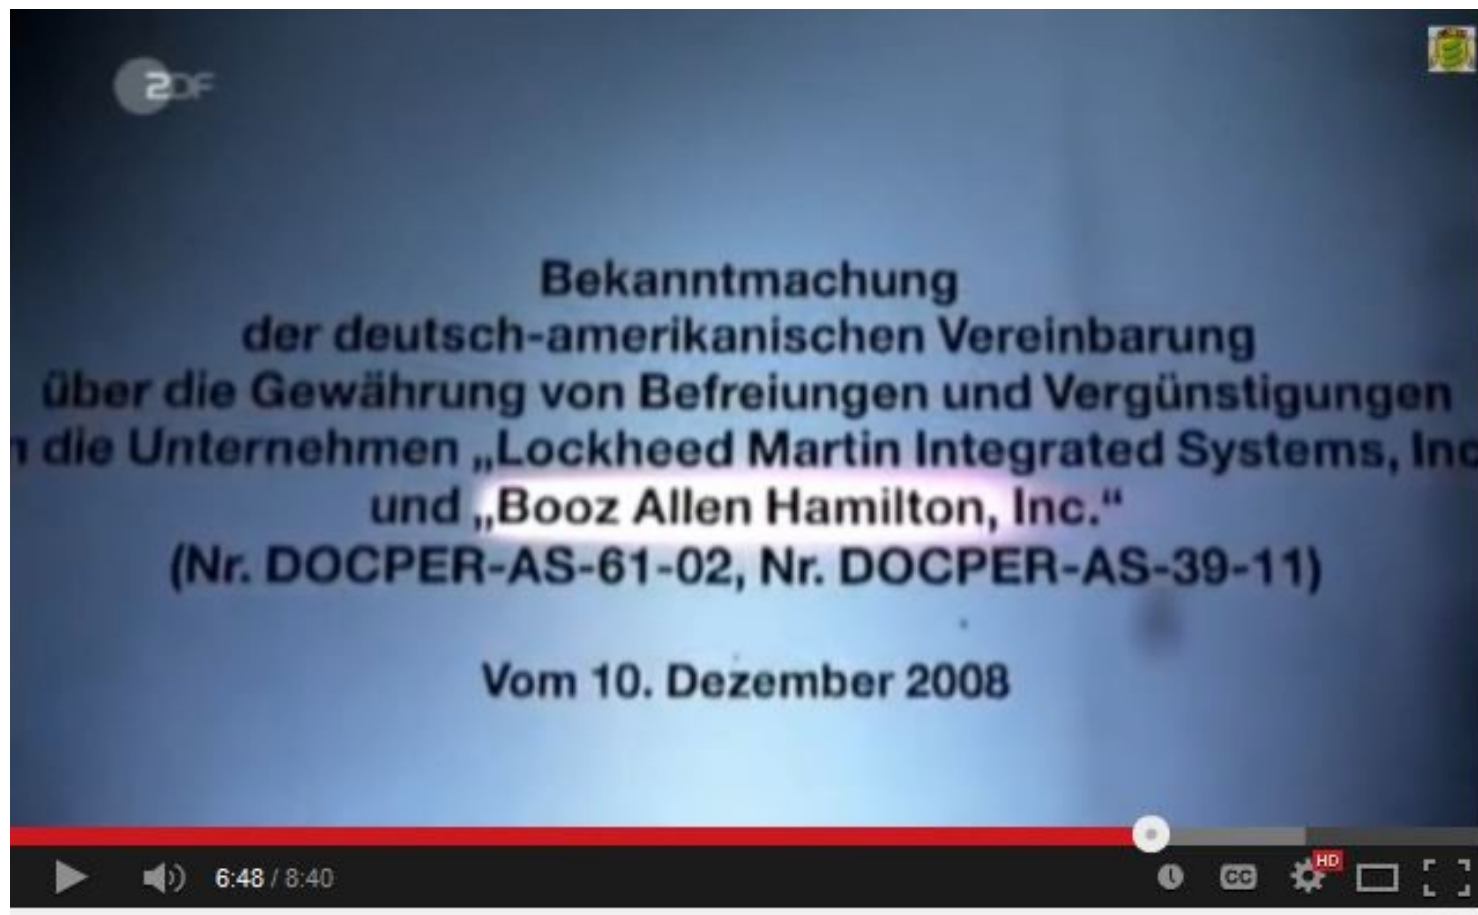 ZDF
Bekanntmachung
der deutsch-amerikanischen Vereinbarung
über die Gewährung von Befreiungen und Vergünstigungen
die Unternehmen „Lockheed Martin Integrated Systems, Inc
und „Booz Allen Hamilton, Inc.“
(Nr. DOCPER-AS-61-02, Nr. DOCPER-AS-39-11)
Vom 10. Dezember 2008
6:48 / 8:40 CC HD